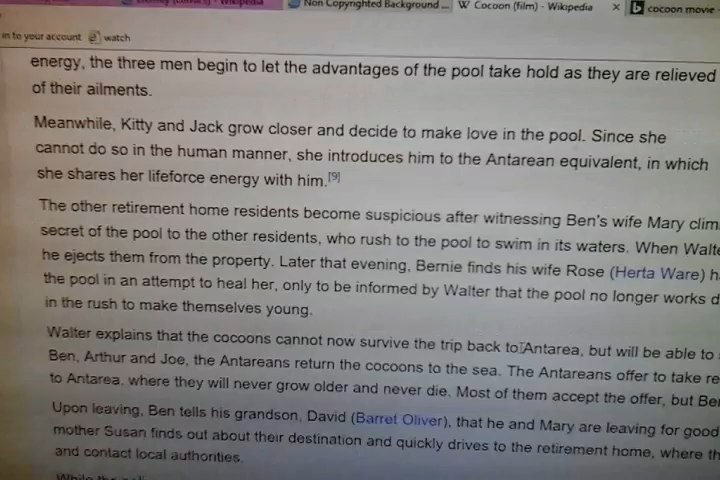 Non Copyrighted Background ...
W Cocoon (film) - Wikipedia
×
b cocoon movie -
in to your account
watch
energy, the three men begin to let the advantages of the pool take hold as they are relieved
of their ailments.
Meanwhile, Kitty and Jack grow closer and decide to make love in the pool. Since she
cannot do so in the human manner, she introduces him to the Antarean equivalent, in which
she shares her lifeforce energy with him.[9]
The other retirement home residents become suspicious after witnessing Ben's wife Mary clim
secret of the pool to the other residents, who rush to the pool to swim in its waters. When Walte
he ejects them from the property. Later that evening, Bernie finds his wife Rose (Herta Ware) h
the pool in an attempt to heal her, only to be informed by Walter that the pool no longer works d
in the rush to make themselves young.
Walter explains that the cocoons cannot now survive the trip back to Antarea, but will be able to
Ben, Arthur and Joe, the Antareans return the cocoons to the sea. The Antareans offer to take re
to Antarea, where they will never grow older and never die. Most of them accept the offer, but Ber
Upon leaving, Ben tells his grandson, David (Barret Oliver), that he and Mary are leaving for good
mother Susan finds out about their destination and quickly drives to the retirement home, where th
and contact local authorities.